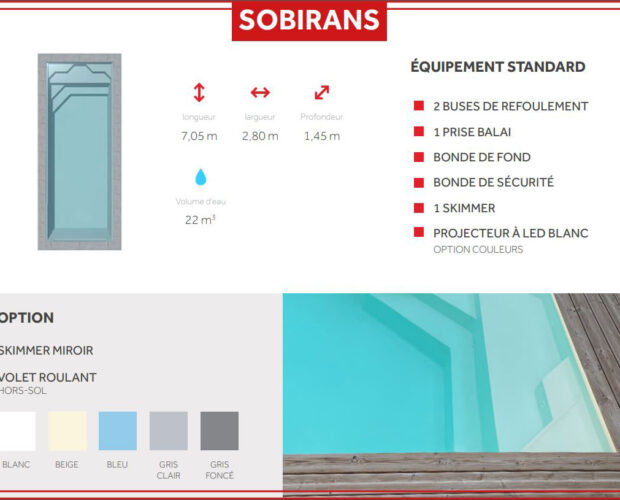 SOBIRANS
longueur
largueur
Profondeur
7,05 m
2,80 m
1,45 m
Volume d'eau
22 m³
ÉQUIPEMENT STANDARD
2 BUSES DE REFOULEMENT
1 PRISE BALAI
BONDE DE FOND
BONDE DE SÉCURITÉ
1 SKIMMER
PROJECTEUR À LED BLANC
OPTION COULEURS
OPTION
SKIMMER MIROIR
VOLET ROULANT
HORS-SOL
BLANC
BEIGE
BLEU
GRIS CLAIR
GRIS FONCÉ